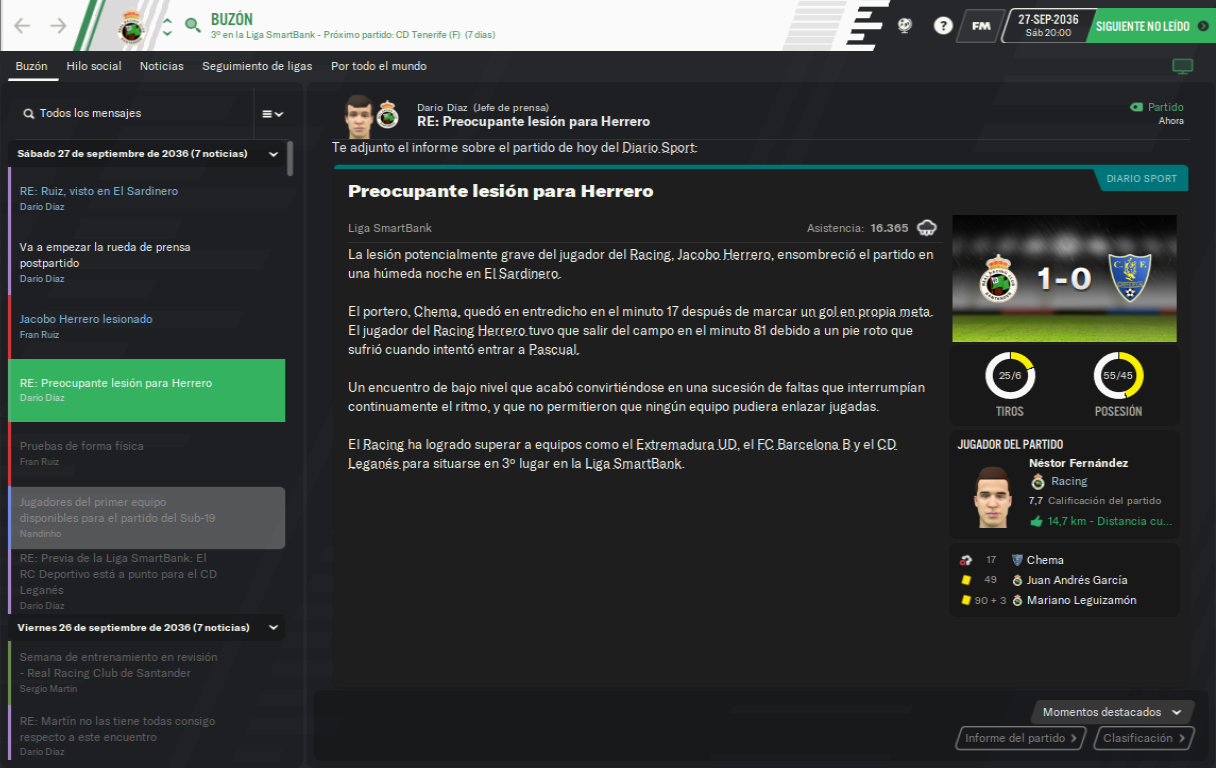 BUZÓN
3º en la Liga SmartBank - Próximo partido: CD Tenerife (F) (7 días)
?
FM
27-SEP-2036
Sáb 20:00
SIGUIENTE NO LEÍDO
Buzón
Hilo social
Noticias
Seguimiento de ligas
Por todo el mundo
Todos los mensajes
Sábado 27 de septiembre de 2036 (7 noticias)
RE: Ruiz, visto en El Sardinero
Darío Díaz
Va a empezar la rueda de prensa
postpartido
Darío Díaz
Jacobo Herrero lesionado
Fran Ruiz
RE: Preocupante lesión para Herrero
Darío Díaz
Pruebas de forma física
Fran Ruiz
Jugadores del primer equipo
disponibles para el partido del Sub-19
Nandinho
RE: Previa de la Liga SmartBank: El
RC Deportivo está a punto para el CD
Leganés
Darío Díaz
Viernes 26 de septiembre de 2036 (7 noticias)
Semana de entrenamiento en revisión
- Real Racing Club de Santander
Sergio Martín
RE: Martín no las tiene todas consigo
respecto a este encuentro
Darío Díaz
Darío Díaz (Jefe de prensa)
RE: Preocupante lesión para Herrero
Partido
Ahora
Te adjunto el informe sobre el partido de hoy del Diario Sport:
DIARIO SPORT
Preocupante lesión para Herrero
Liga SmartBank
Asistencia: 16.365
La lesión potencialmente grave del jugador del Racing, Jacobo Herrero, ensombreció el partido en
una húmeda noche en El Sardinero.
El portero, Chema, quedó en entredicho en el minuto 17 después de marcar un gol en propia meta.
El jugador del Racing Herrero tuvo que salir del campo en el minuto 81 debido a un pie roto que
sufrió cuando intentó entrar a Pascual.
Un encuentro de bajo nivel que acabó convirtiéndose en una sucesión de faltas que interrumpían
continuamente el ritmo, y que no permitieron que ningún equipo pudiera enlazar jugadas.
El Racing ha logrado superar a equipos como el Extremadura UD, el FC Barcelona B y el CD
Leganés para situarse en 3º lugar en la Liga SmartBank.
1-0
25/6
TIROS
55/45
POSESIÓN
JUGADOR DEL PARTIDO
Néstor Fernández
Racing
7,7 Calificación del partido
14,7 km - Distancia cu...
17 Chema
49 Juan Andrés García
90 + 3 Mariano Leguizamón
Momentos destacados
Informe del partido
Clasificación